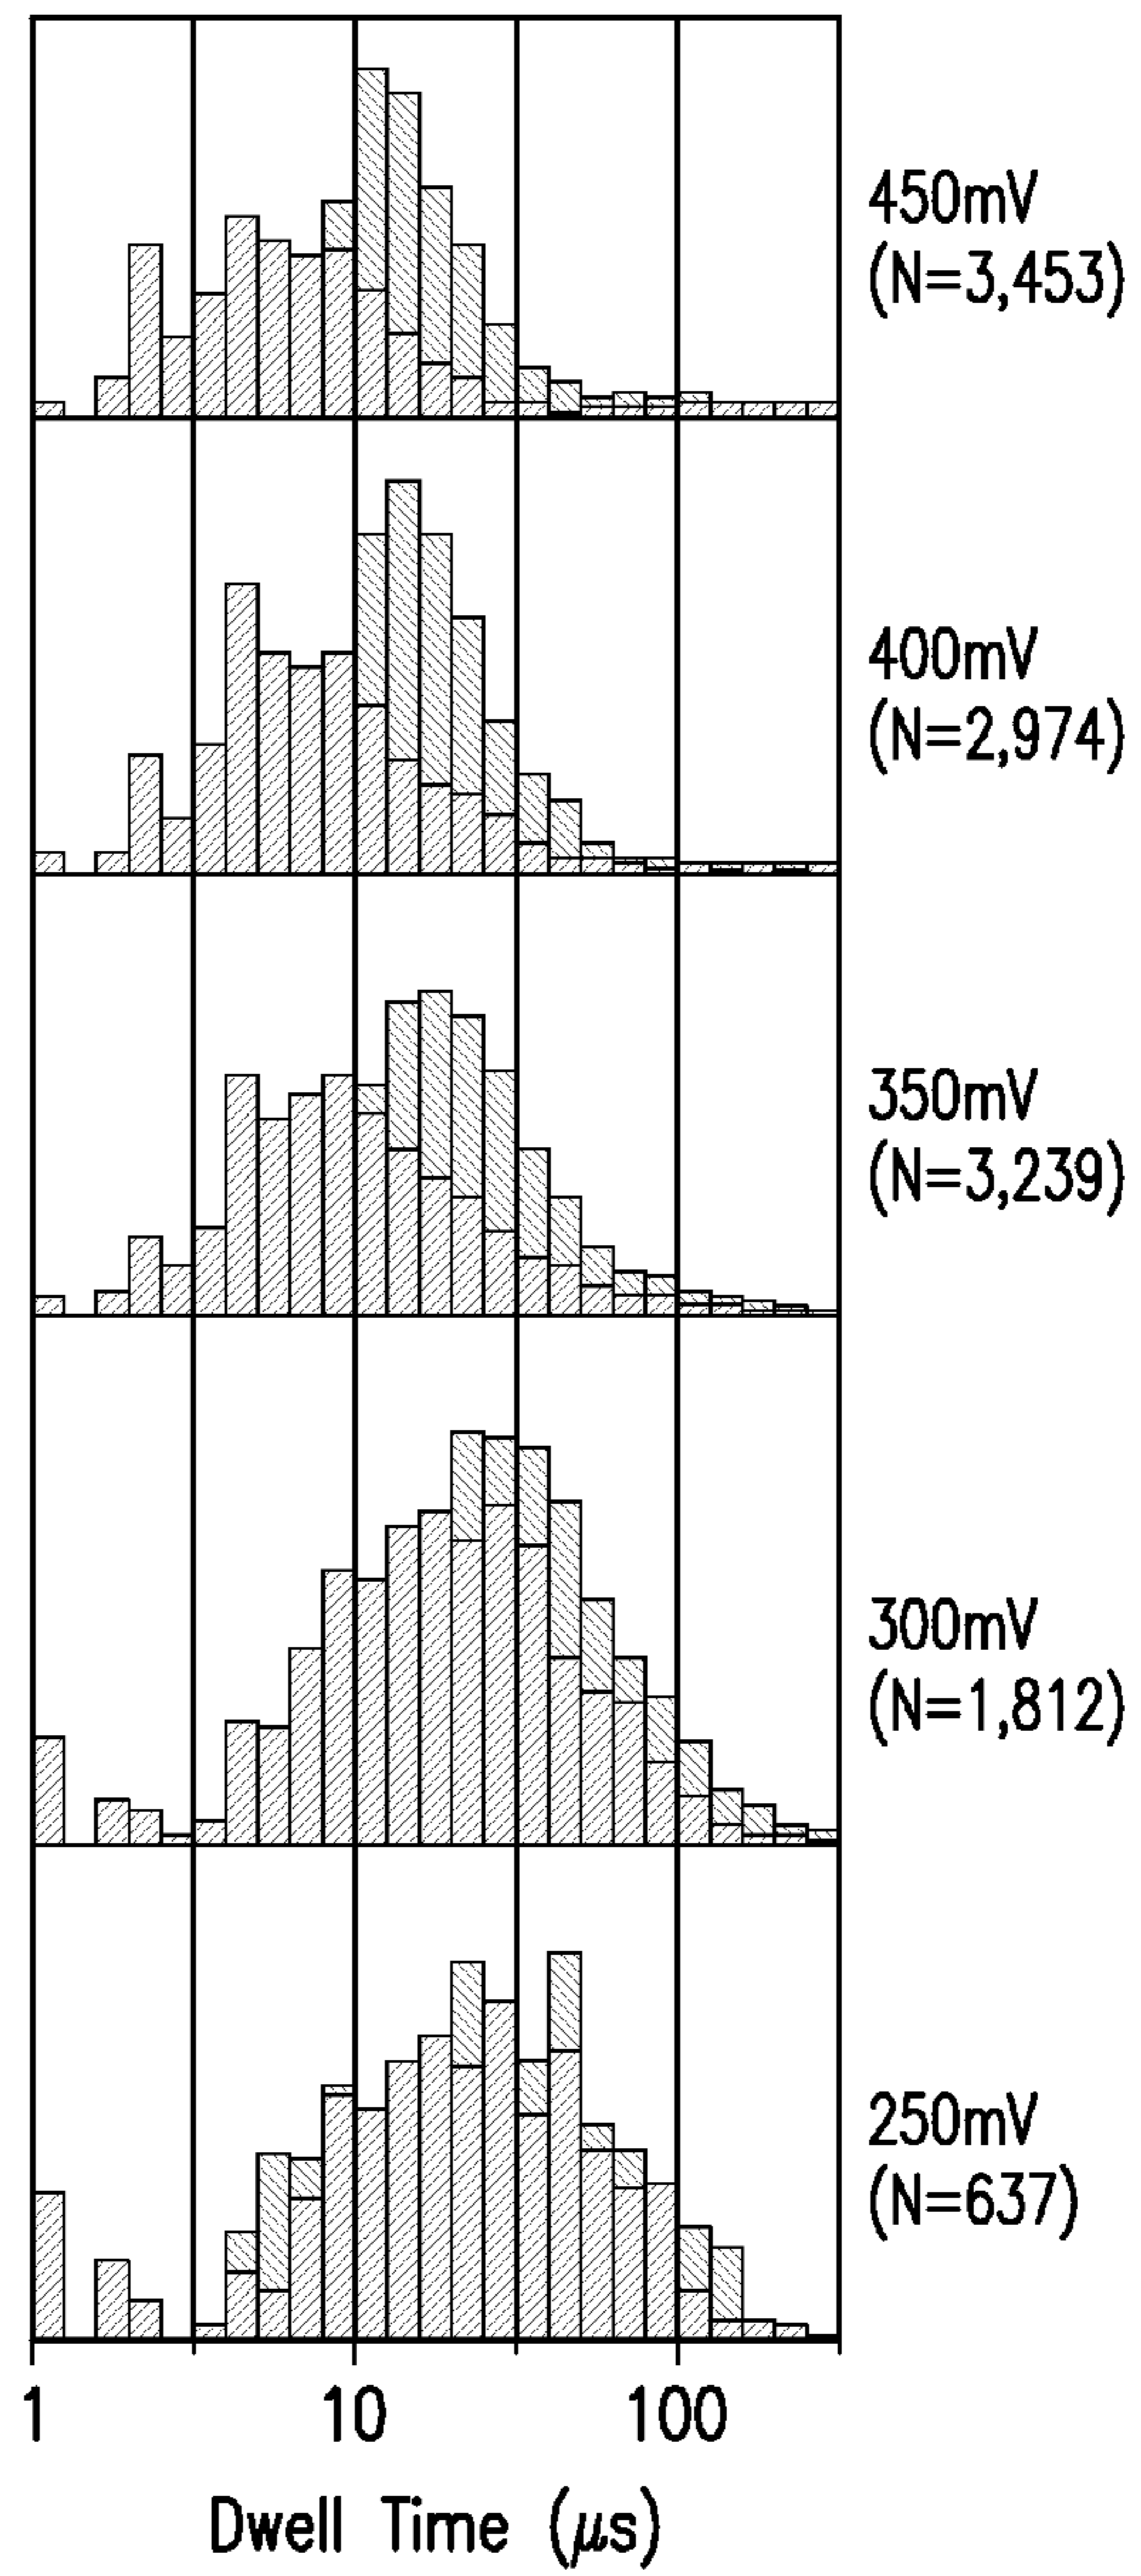 450mV
(N=3,453)
400mV
(N=2,974)
350mV
(N=3,239)
300mV
(N=1,812)
250mV
(N=637)
1 10 100
Dwell Time (μs)